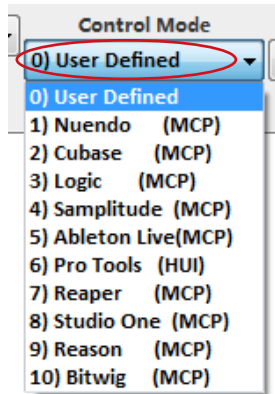 Control Mode
0) User Defined
0) User Defined
1) Nuendo (MCP)
2) Cubase (MCP)
3) Logic (MCP)
4) Samplitude (MCP)
5) Ableton Live(MCP)
6) Pro Tools (HUI)
7) Reaper (MCP)
8) Studio One (MCP)
9) Reason (MCP)
10) Bitwig (MCP)